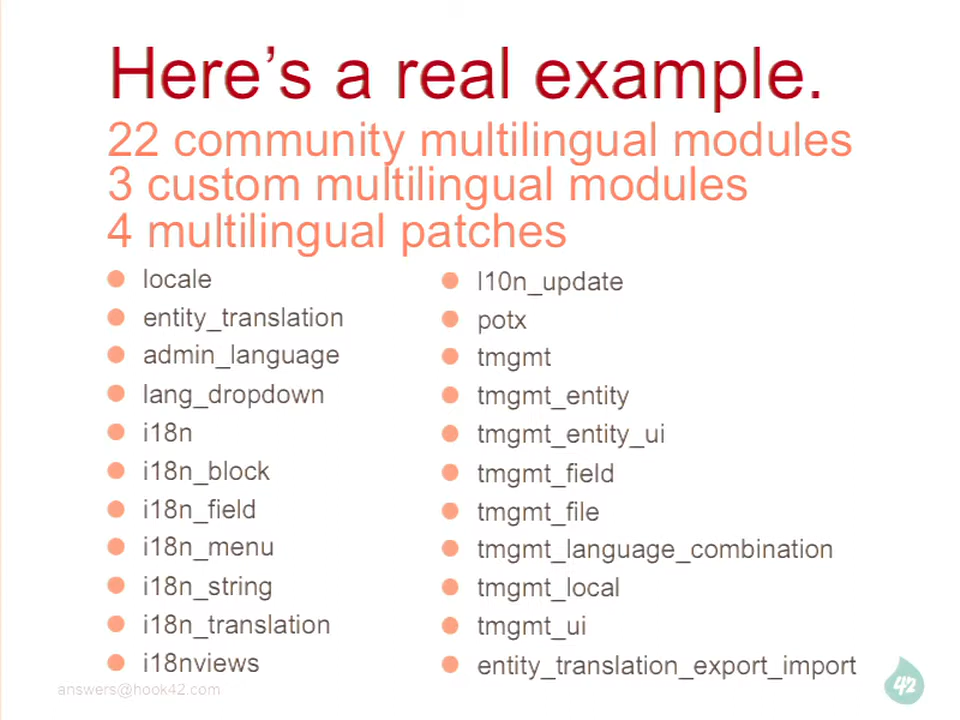 Here's a real example.
22 community multilingual modules
3 custom multilingual modules
4 multilingual patches
locale
entity_translation
admin_language
lang_dropdown
i18n
i18n_block
i18n_field
i18n_menu
i18n_string
i18n_translation
i18nviews
l10n_update
potx
tmgmt
tmgmt_entity
tmgmt_entity_ui
tmgmt_field
tmgmt_file
tmgmt_language_combination
tmgmt_local
tmgmt_ui
entity_translation_export_import
answers@hook42.com
42